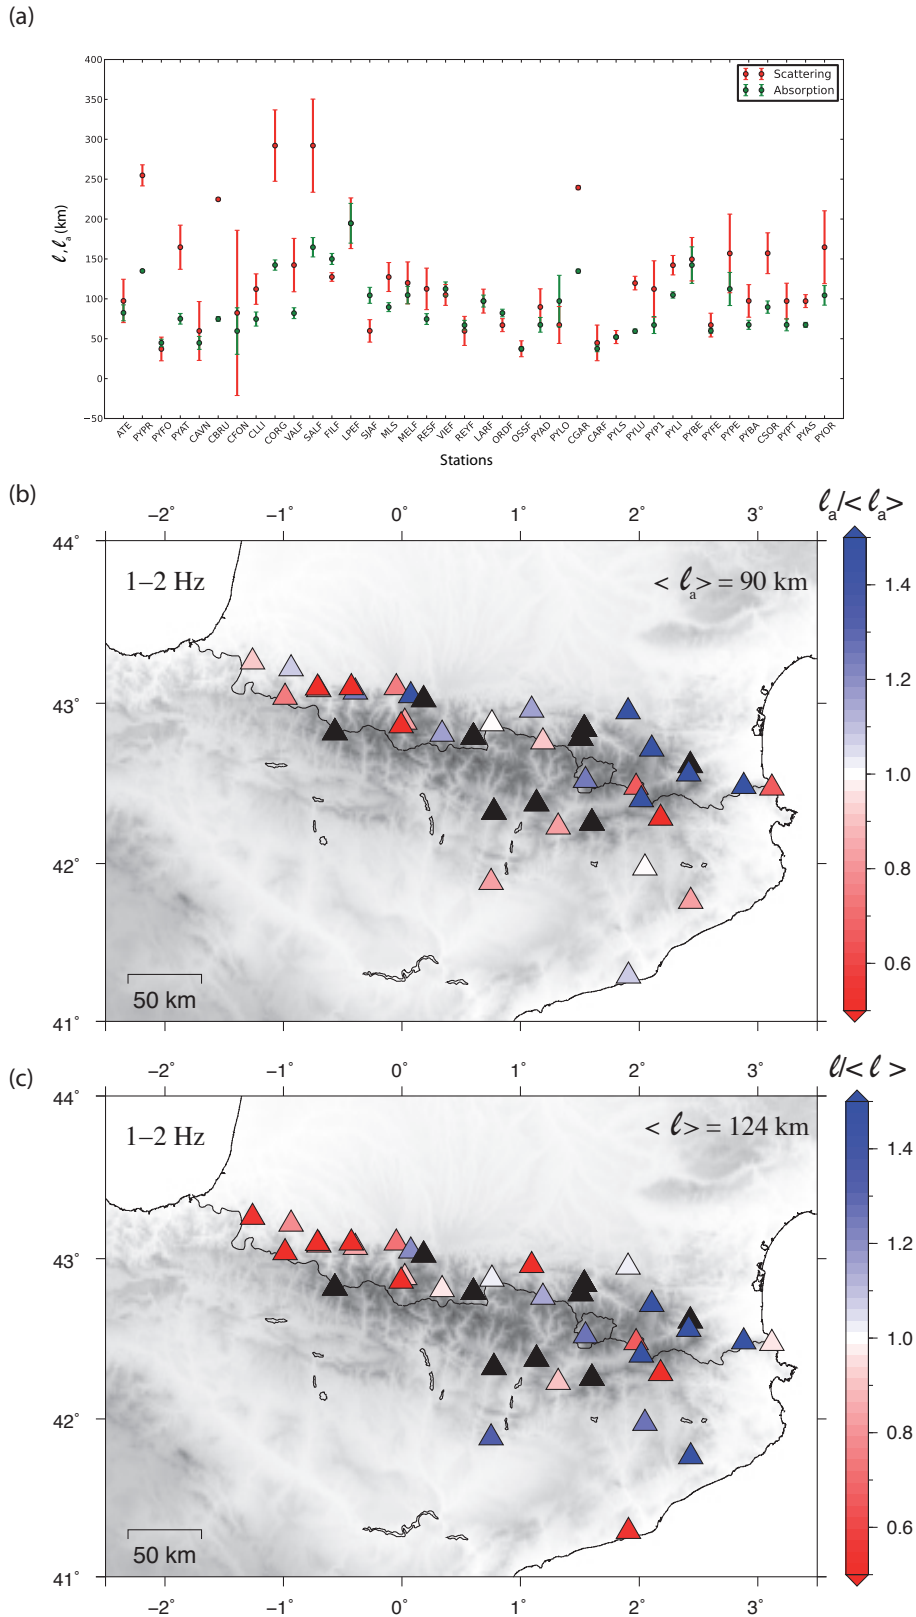 (a)
400
350
300
250
200
150
100
50
0
−50
ℓ, ℓa (km)
Scattering
Absorption
ATE PYPR PYFO PYAT CAVN CBRU CFON CLLI CORG VALF SALF FILF LPEF SJAF MLS MELF RESF VIEF REYF LARF ORDF OSSF PYAD PYLO CGAR CARF PYLS PYLU PYP1 PYLI PYBE PYFE PYPE PYBA CSOR PYPT PYAS PYOR
Stations
(b)
ℓa/<ℓa>
−2˚ −1˚ 0˚ 1˚ 2˚ 3˚
44˚
43˚
42˚
41˚
1−2 Hz
< ℓa> = 90 km
50 km
1.4
1.2
1.0
0.8
0.6
(c)
ℓ/<ℓ>
−2˚ −1˚ 0˚ 1˚ 2˚ 3˚
44˚
43˚
42˚
41˚
1−2 Hz
< ℓ> = 124 km
50 km
1.4
1.2
1.0
0.8
0.6
−2˚ −1˚ 0˚ 1˚ 2˚ 3˚